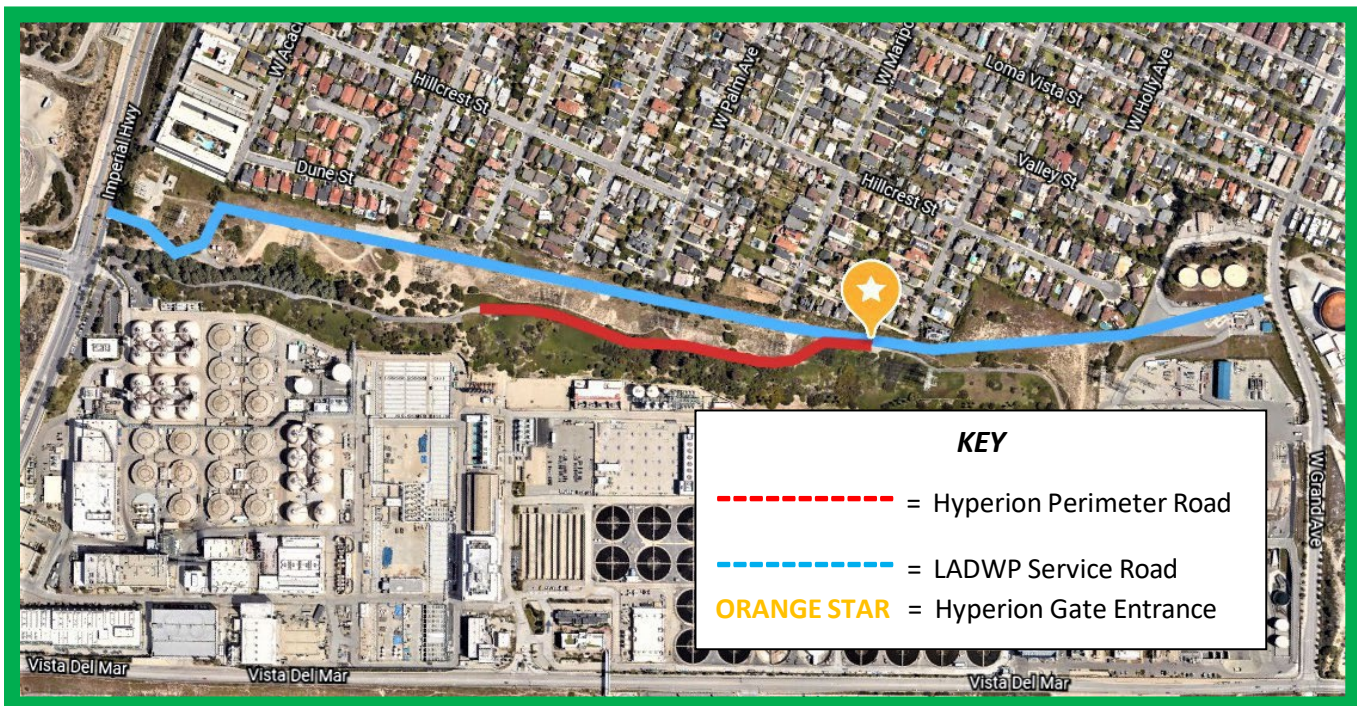 Imperial Hwy
W Acac
Hillcrest St
Dune St
W Palm Ave
W Maripo
Loma Vista St
W Holly Ave
Valley St
Hillcrest St
W Grand Ave
KEY
= Hyperion Perimeter Road
= LADWP Service Road
ORANGE STAR = Hyperion Gate Entrance
Vista Del Mar
Vista Del Mar
Vista Del Mar